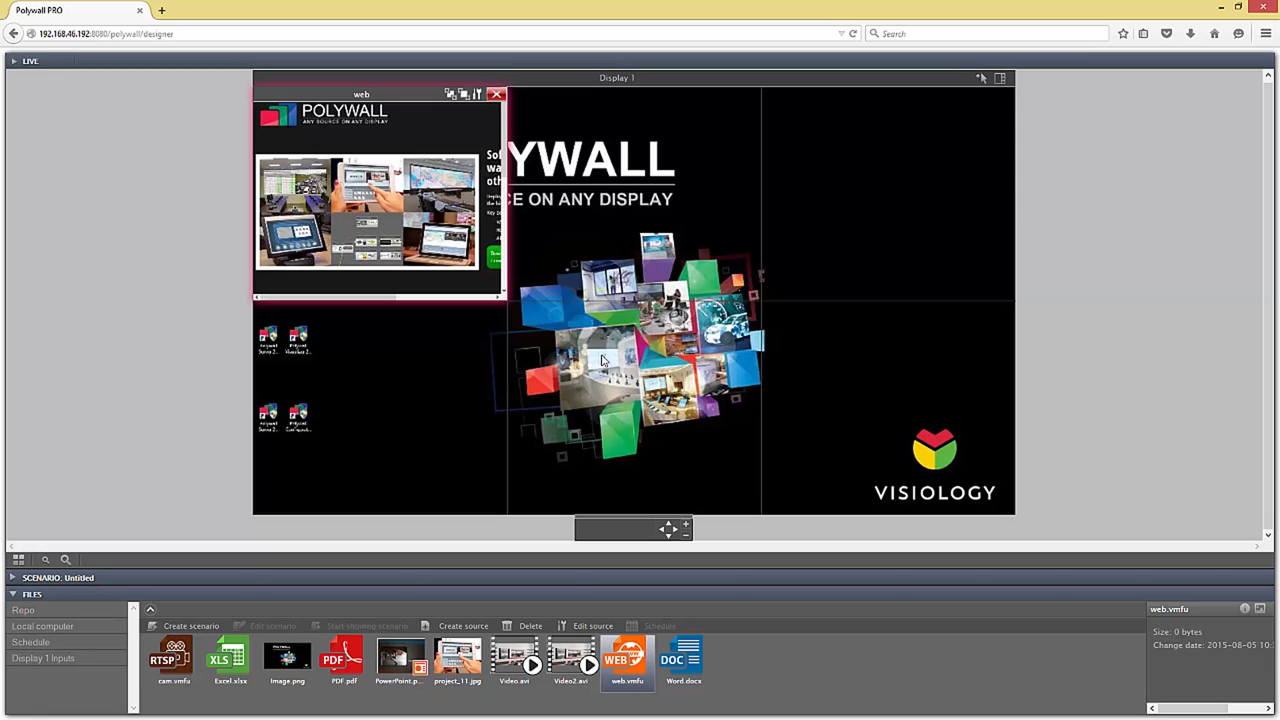 Polywall PRO
192.168.46.192:8080/polywall/designer
Search
LIVE
Display 1
web
POLYWALL
ANY SOURCE ON ANY DISPLAY
YWALL
CE ON ANY DISPLAY
VISIOLOGY
SCENARIO: Untitled
FILES
Repo
Local computer
Schedule
Display 1 Inputs
Create scenario
Edit scenario
Start showing scenario
Create source
Delete
Edit source
Schedule
RTSP
XLS
PDF
WEB
DOC
cam.vmfu
Excel.xlsx
Image.png
PDF.pdf
PowerPoint.p...
project_11.jpg
Video.avi
Video2.avi
web.vmfu
Word.docx
web.vmfu
Size: 0 bytes
Change date: 2015-08-05 10: